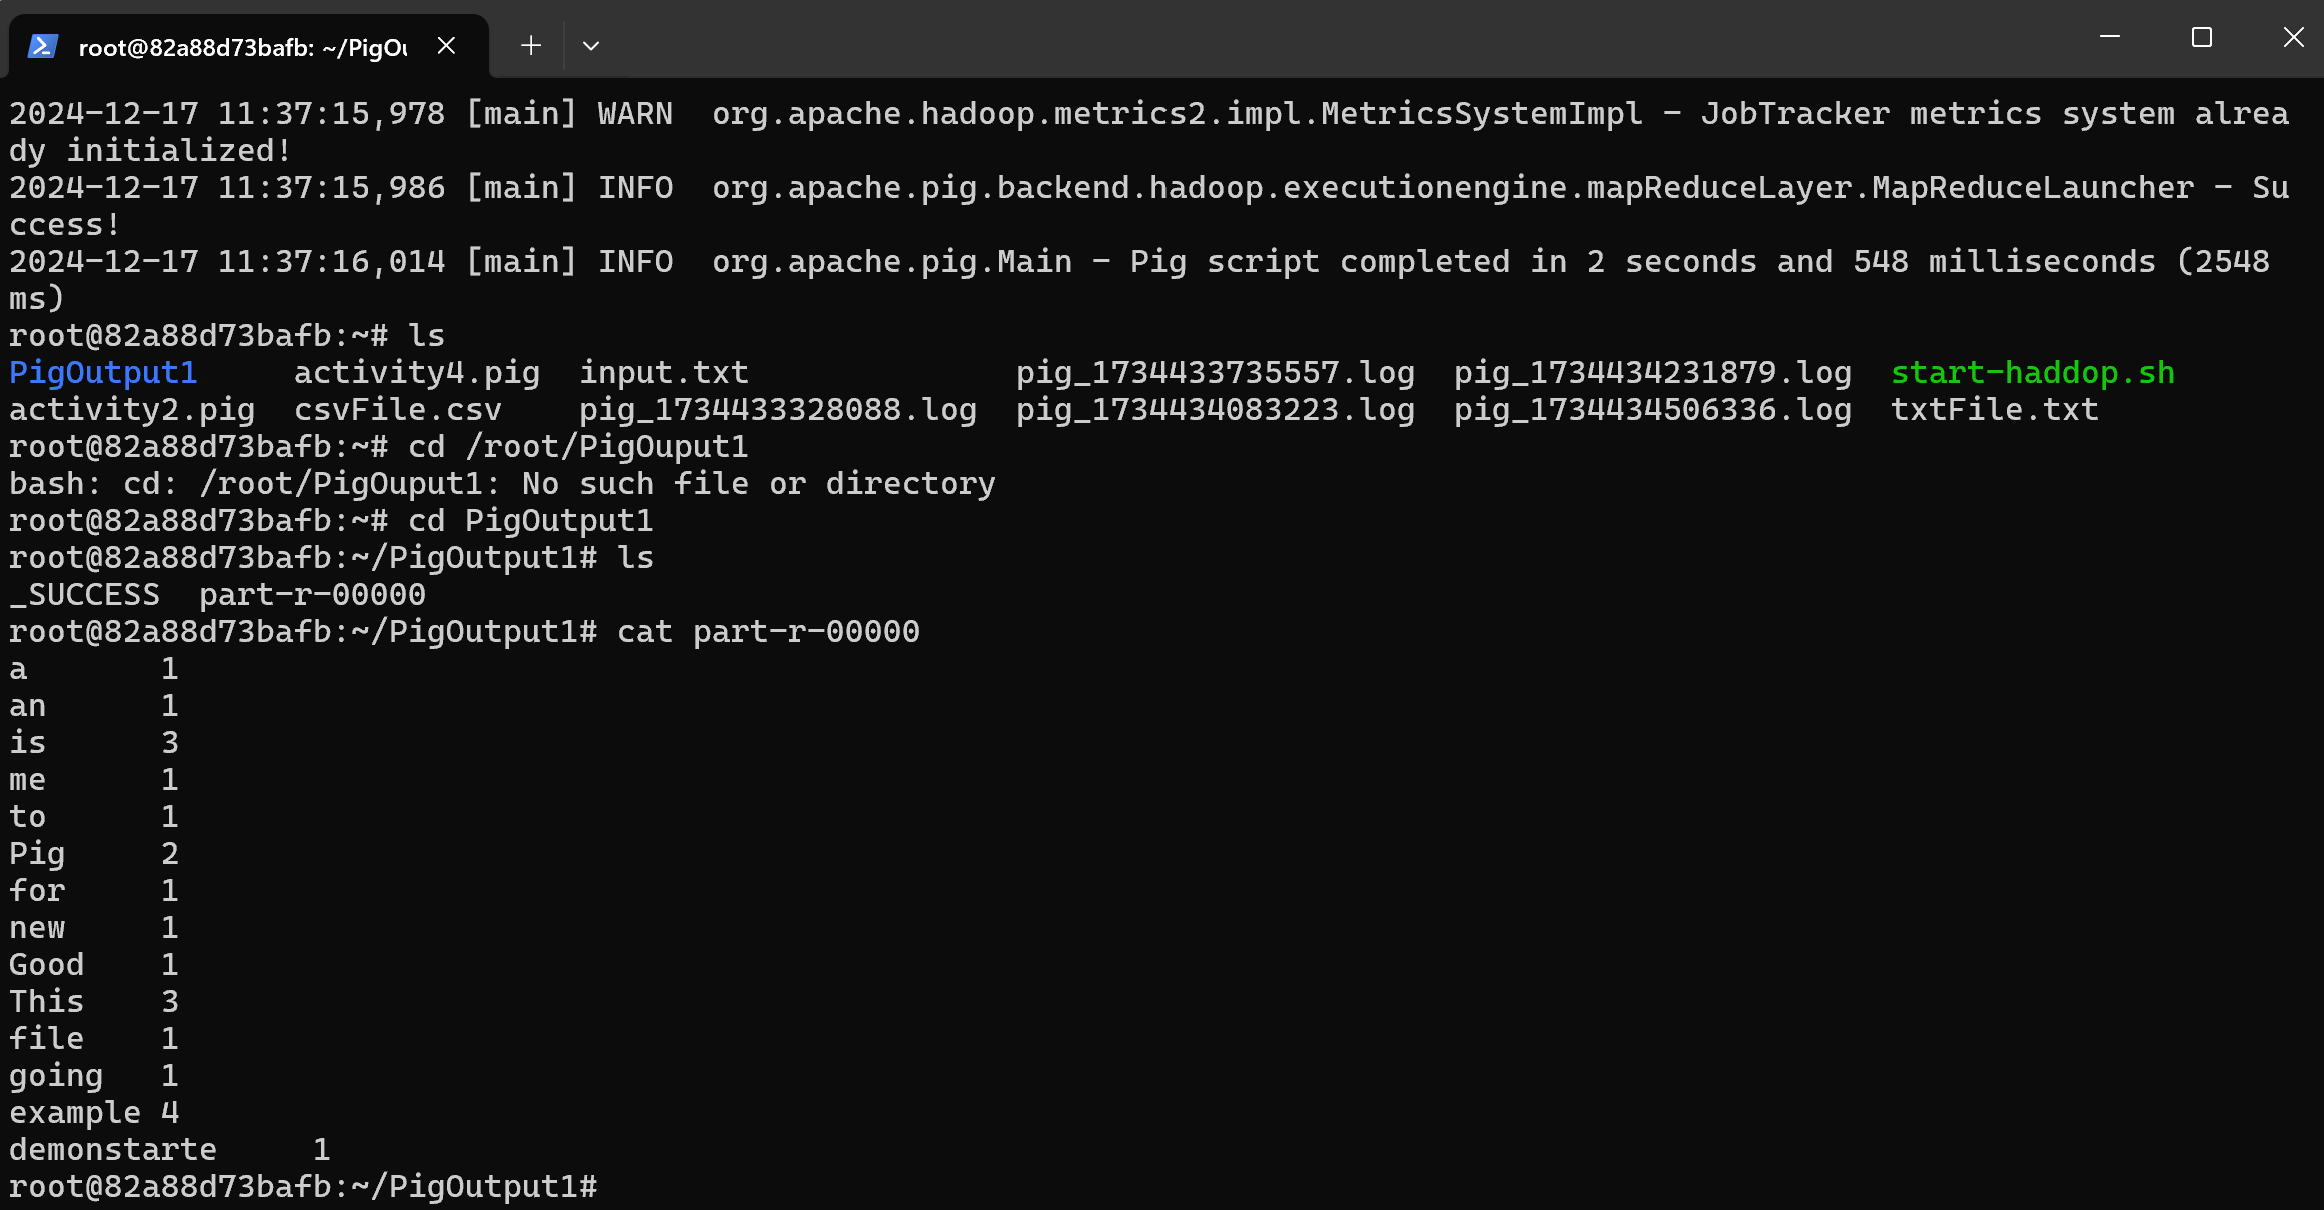 root@82a88d73bafb: ~/PigOu
2024-12-17 11:37:15,978 [main] WARN  org.apache.hadoop.metrics2.impl.MetricsSystemImpl - JobTracker metrics system alrea
dy initialized!
2024-12-17 11:37:15,986 [main] INFO  org.apache.pig.backend.hadoop.executionengine.mapReduceLayer.MapReduceLauncher - Su
ccess!
2024-12-17 11:37:16,014 [main] INFO  org.apache.pig.Main - Pig script completed in 2 seconds and 548 milliseconds (2548
ms)
root@82a88d73bafb:~# ls
PigOutput1     activity4.pig  input.txt              pig_1734433735557.log  pig_1734434231879.log  start-haddop.sh
activity2.pig  csvFile.csv    pig_1734433328088.log  pig_1734434083223.log  pig_1734434506336.log  txtFile.txt
root@82a88d73bafb:~# cd /root/PigOuput1
bash: cd: /root/PigOuput1: No such file or directory
root@82a88d73bafb:~# cd PigOutput1
root@82a88d73bafb:~/PigOutput1# ls
_SUCCESS  part-r-00000
root@82a88d73bafb:~/PigOutput1# cat part-r-00000
a       1
an      1
is      3
me      1
to      1
Pig     2
for     1
new     1
Good    1
This    3
file    1
going   1
example 4
demonstarte     1
root@82a88d73bafb:~/PigOutput1#